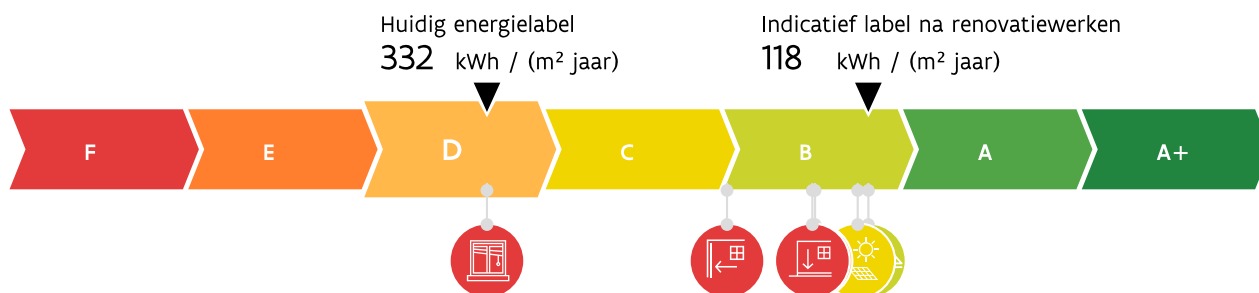 Huidig energielabel
332 kWh / (m² jaar)
Indicatief label na renovatiewerken
118 kWh / (m² jaar)
F E D C B A A+